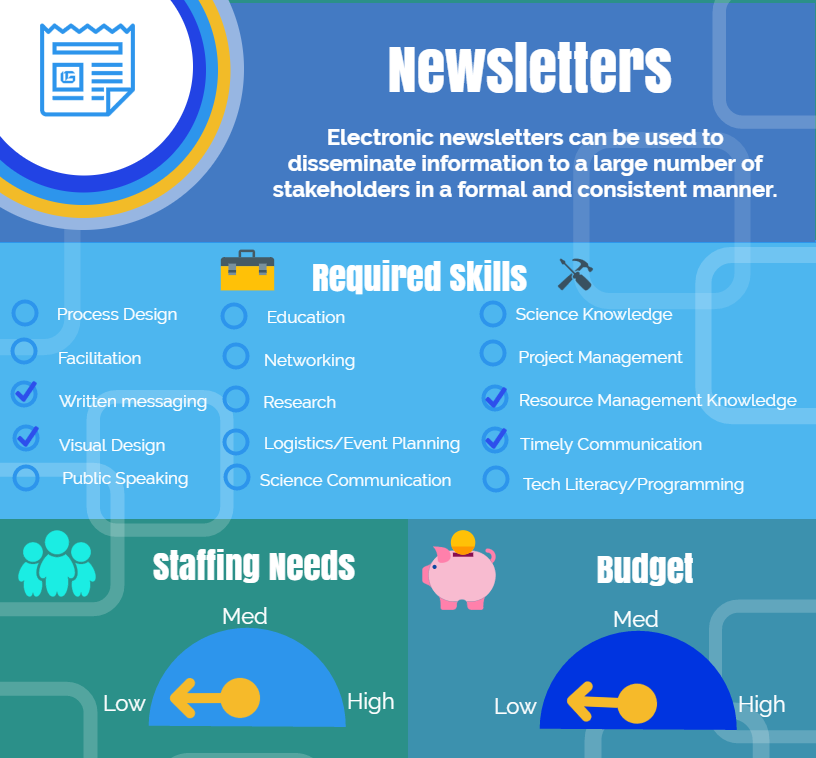 Newsletters
Electronic newsletters can be used to
disseminate information to a large number of
stakeholders in a formal and consistent manner.
Required Skills
Process Design
Facilitation
Written messaging
Visual Design
Public Speaking
Education
Networking
Research
Logistics/Event Planning
Science Communication
Science Knowledge
Project Management
Resource Management Knowledge
Timely Communication
Tech Literacy/Programming
Staffing Needs
Med
Low
High
Budget
Med
Low
High